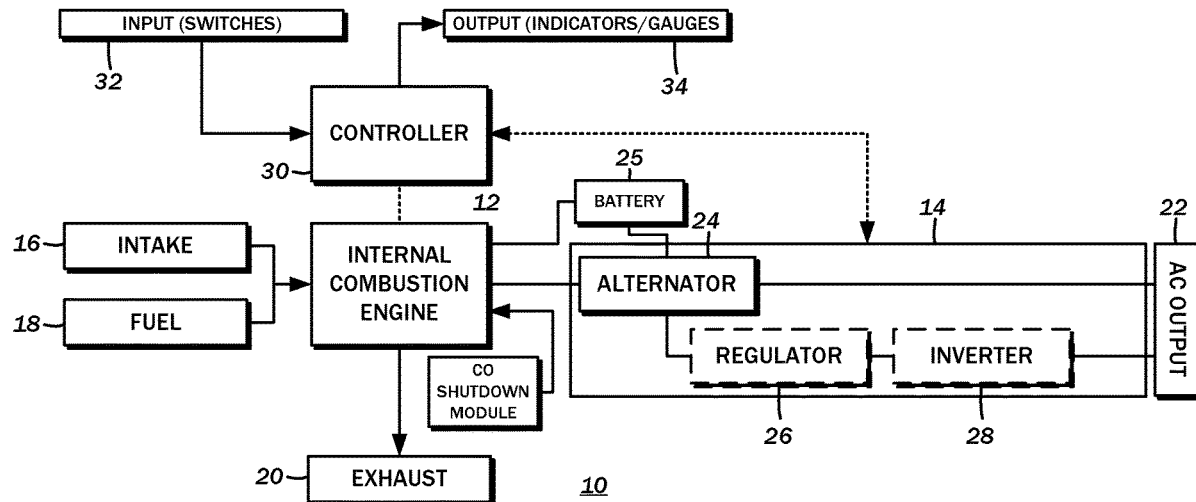 INPUT (SWITCHES)
OUTPUT (INDICATORS/GAUGES
32
34
CONTROLLER
30
25
BATTERY
12
24
14
22
16
INTAKE
INTERNAL
COMBUSTION
ENGINE
ALTERNATOR
AC OUTPUT
18
FUEL
REGULATOR
INVERTER
CO
SHUTDOWN
MODULE
26
28
20
EXHAUST
10